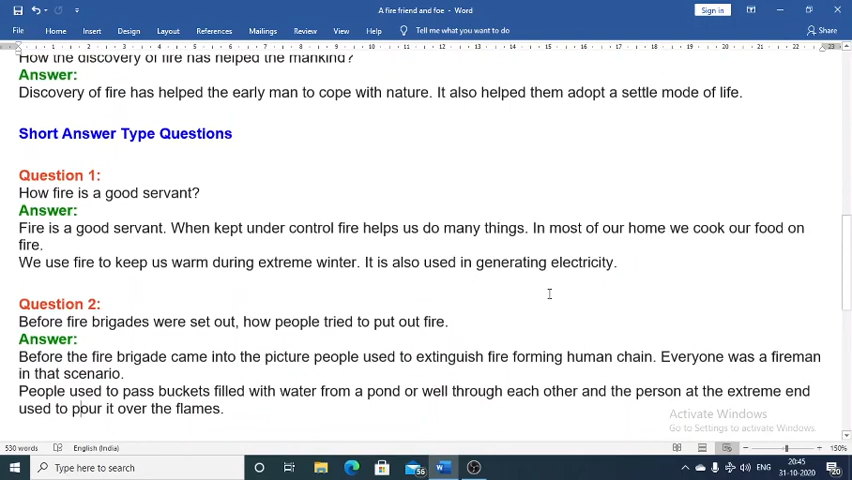 A fire friend and foe - Word
Sign in
File Home Insert Design Layout References Mailings Review View Help Tell me what you want to do Share
How the discovery of fire has helped the mankind?
Answer:
Discovery of fire has helped the early man to cope with nature. It also helped them adopt a settle mode of life.
Short Answer Type Questions
Question 1:
How fire is a good servant?
Answer:
Fire is a good servant. When kept under control fire helps us do many things. In most of our home we cook our food on
fire.
We use fire to keep us warm during extreme winter. It is also used in generating electricity.
Question 2:
Before fire brigades were set out, how people tried to put out fire.
Answer:
Before the fire brigade came into the picture people used to extinguish fire forming human chain. Everyone was a fireman
in that scenario.
People used to pass buckets filled with water from a pond or well through each other and the person at the extreme end
used to pour it over the flames.
Activate Windows
Go to Settings to activate Windows.
530 words English (India) 150%
Type here to search
56
ENG
20:45
31-10-2020
20